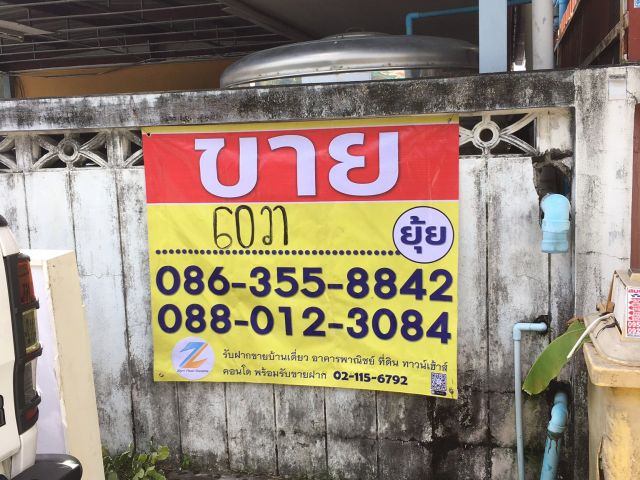 ขาย
60 วา
ยุ้ย
086-355-8842
088-012-3084
รับฝากขายบ้านเดี่ยว อาคารพาณิชย์ ที่ดิน ทาวน์เฮ้าส์
คอนโด พร้อมรับขายฝาก 02-115-6792